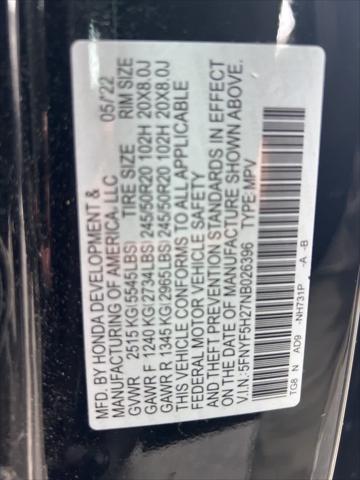 MFD. BY HONDA DEVELOPMENT &
MANUFACTURING OF AMERICA, LLC 05/22
TIRE SIZE RIM SIZE
GVWR 2515 KG(5545LBS)
GAWR F 1240 KG(2734LBS)245/50R20 102H 20X8.0J
GAWR R 1345 KG(2965LBS)245/50R20 102H 20X8.0J
THIS VEHICLE CONFORMS TO ALL APPLICABLE
FEDERAL MOTOR VEHICLE SAFETY
AND THEFT PREVENTION STANDARDS IN EFFECT
ON THE DATE OF MANUFACTURE SHOWN ABOVE.
V.I.N.: 5FNYF5H27NB026396 TYPE: MPV
TG8 N AD9 -NH731P -A -B